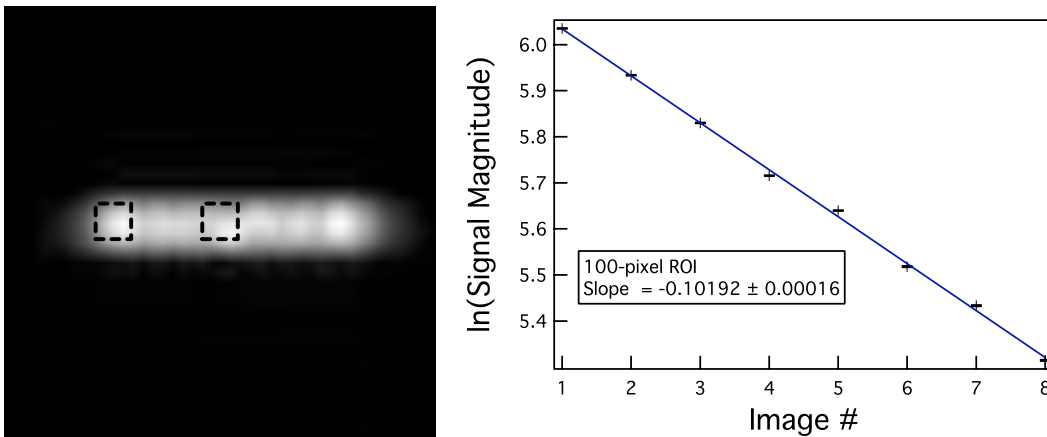 ln(Signal Magnitude)
6.0
5.9
5.8
5.7
5.6
5.5
5.4
100-pixel ROI
Slope = -0.10192 ± 0.00016
1 2 3 4 5 6 7 8
Image #